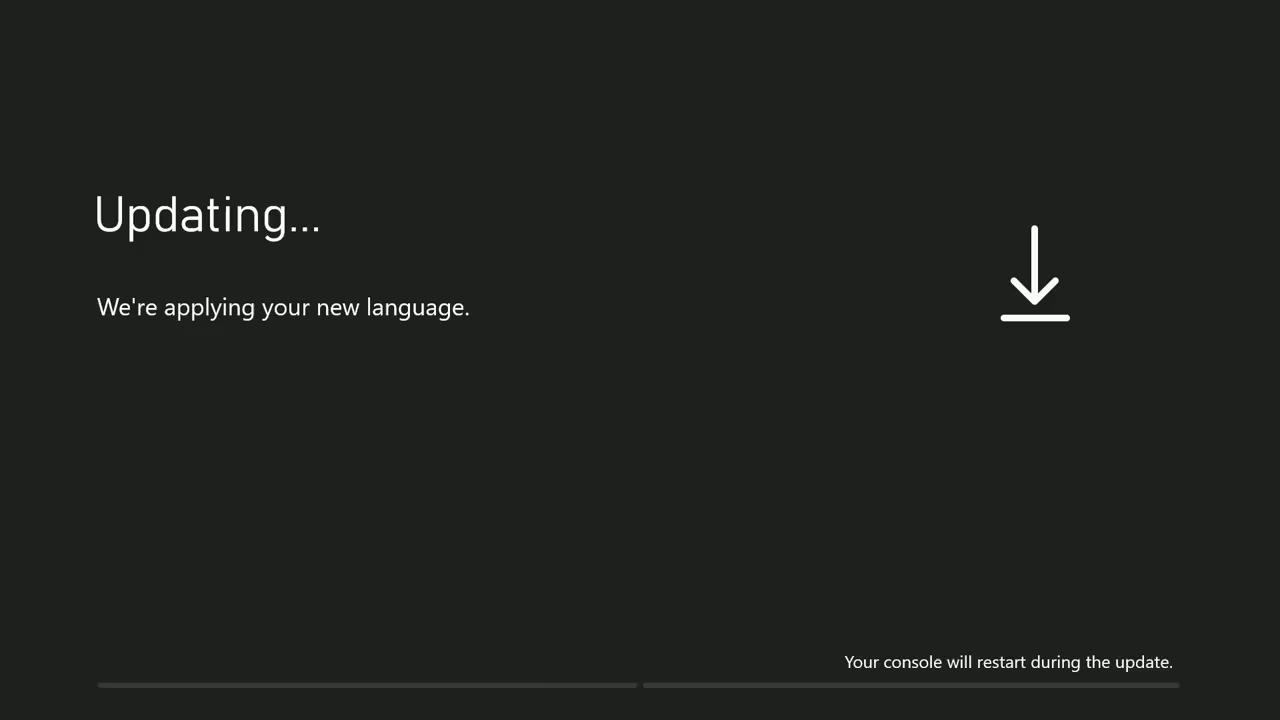 Updating...
We're applying your new language.
Your console will restart during the update.